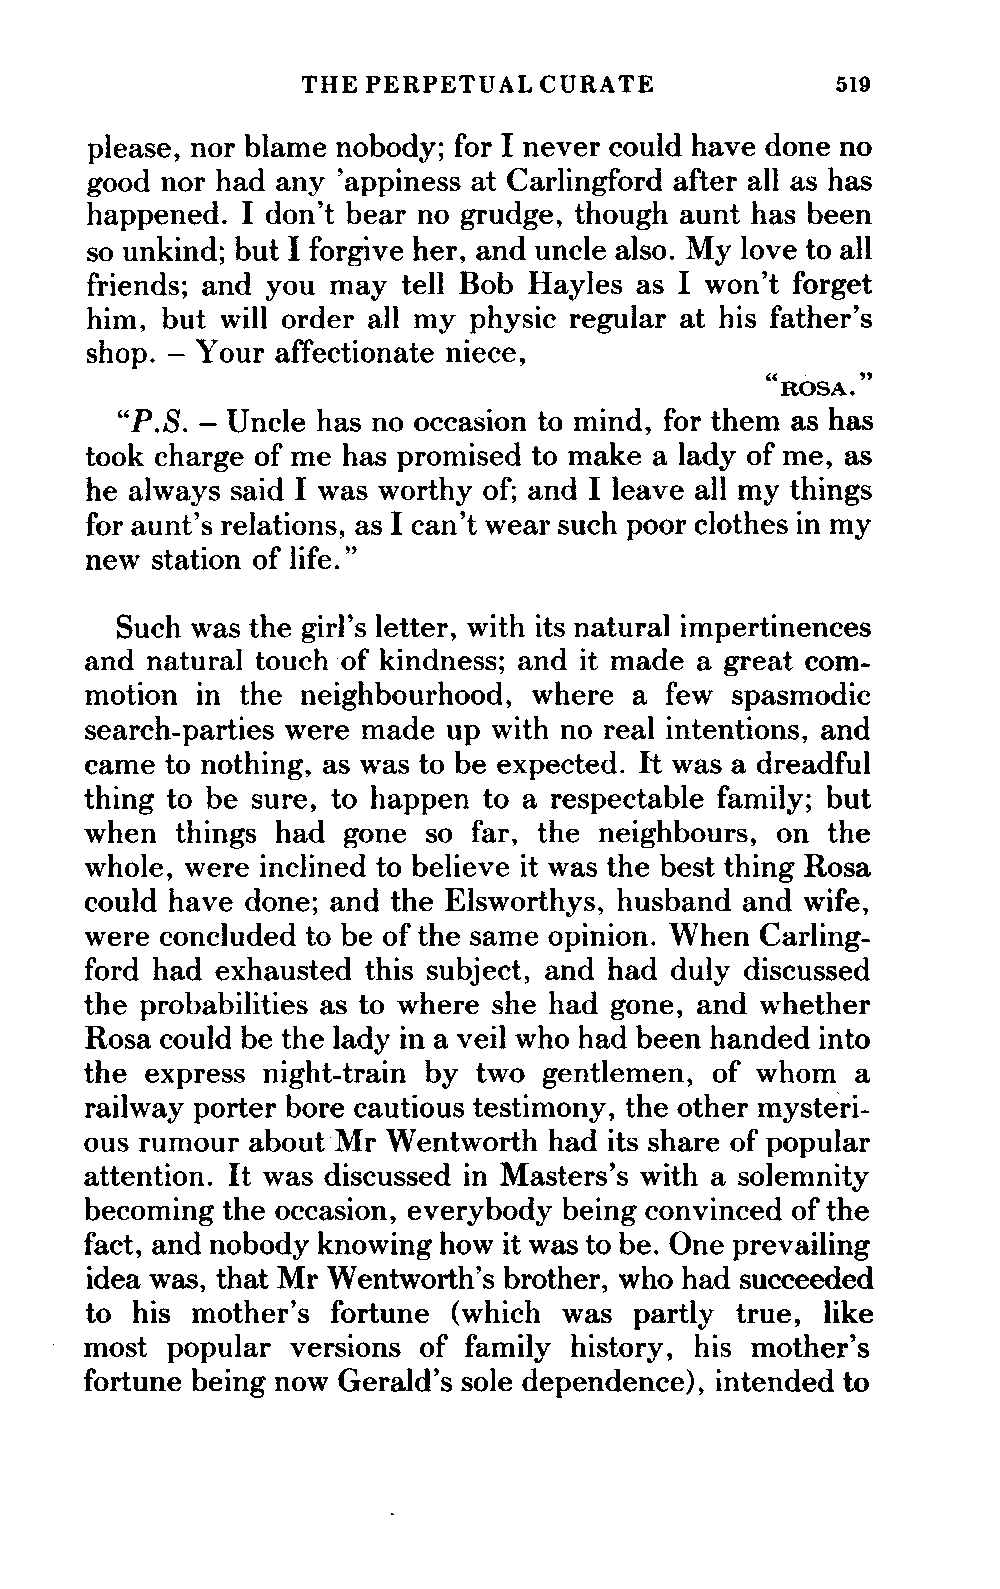 THE PERPETUAL CURATE 519
please, nor blame nobody; for I never could have done no
good nor had any ’appiness at Carlingford after all as has
happened. I don’t bear no grudge, though aunt has been
so unkind; but I forgive her, and uncle also. My love to all
friends; and you may tell Bob Hayles as I won’t forget
him, but will order all my physic regular at his father’s
shop. – Your affectionate niece,
“ROSA.”
“P.S. – Uncle has no occasion to mind, for them as has
took charge of me has promised to make a lady of me, as
he always said I was worthy of; and I leave all my things
for aunt’s relations, as I can’t wear such poor clothes in my
new station of life.”
Such was the girl’s letter, with its natural impertinences
and natural touch of kindness; and it made a great com-
motion in the neighbourhood, where a few spasmodic
search-parties were made up with no real intentions, and
came to nothing, as was to be expected. It was a dreadful
thing to be sure, to happen to a respectable family; but
when things had gone so far, the neighbours, on the
whole, were inclined to believe it was the best thing Rosa
could have done; and the Elsworthys, husband and wife,
were concluded to be of the same opinion. When Carling-
ford had exhausted this subject, and had duly discussed
the probabilities as to where she had gone, and whether
Rosa could be the lady in a veil who had been handed into
the express night-train by two gentlemen, of whom a
railway porter bore cautious testimony, the other mysteri-
ous rumour about Mr Wentworth had its share of popular
attention. It was discussed in Masters’s with a solemnity
becoming the occasion, everybody being convinced of the
fact, and nobody knowing how it was to be. One prevailing
idea was, that Mr Wentworth’s brother, who had succeeded
to his mother’s fortune (which was partly true, like
most popular versions of family history, his mother’s
fortune being now Gerald’s sole dependence), intended to